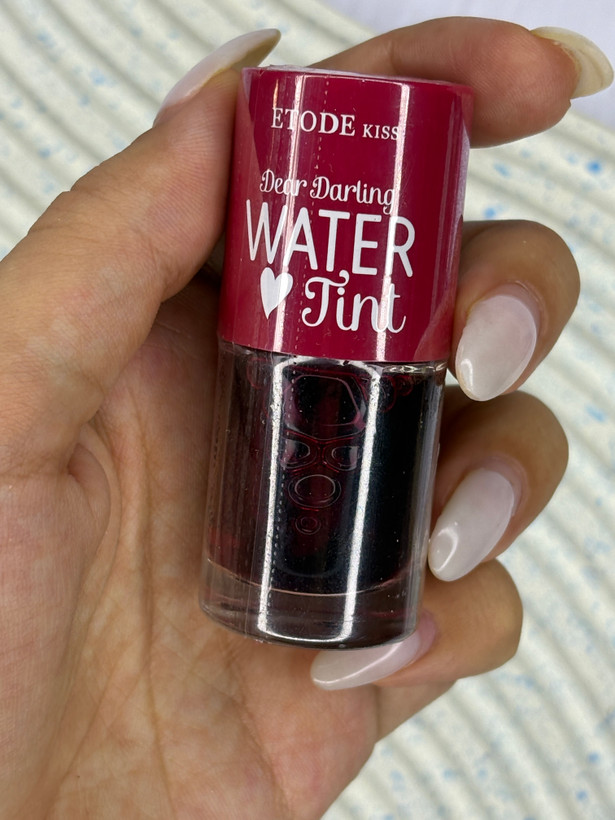 ETODE KISS
Dear Darling
WATER
Tint